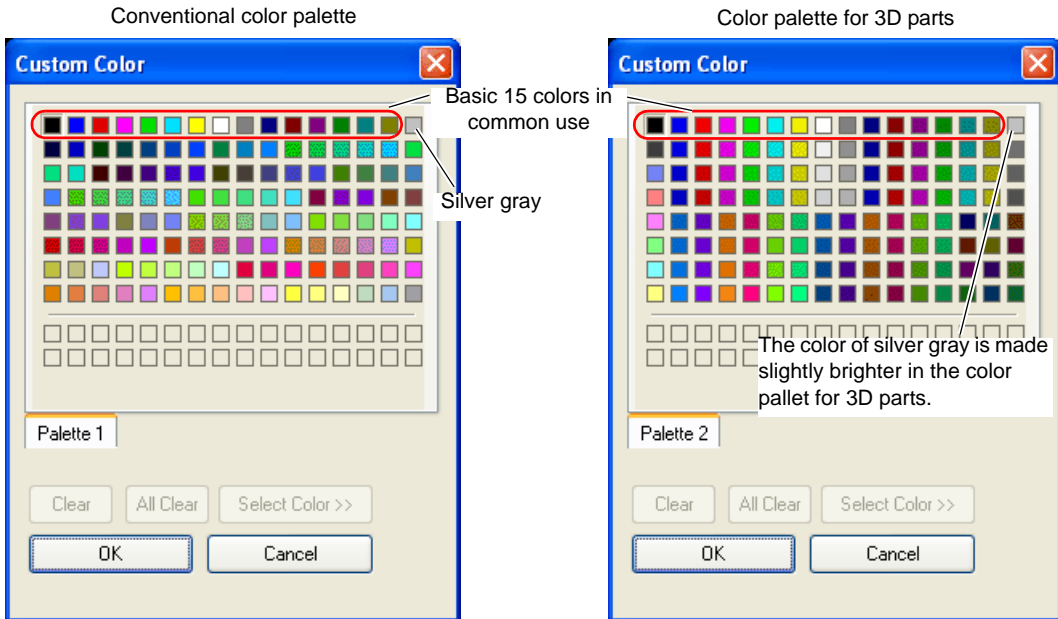 Conventional color palette
Color palette for 3D parts
Custom Color
Custom Color
Basic 15 colors in
common use
Silver gray
The color of silver gray is made
slightly brighter in the color
pallet for 3D parts.
Palette 1
Palette 2
Clear
All Clear
Select Color >>
OK
Cancel
Clear
All Clear
Select Color >>
OK
Cancel